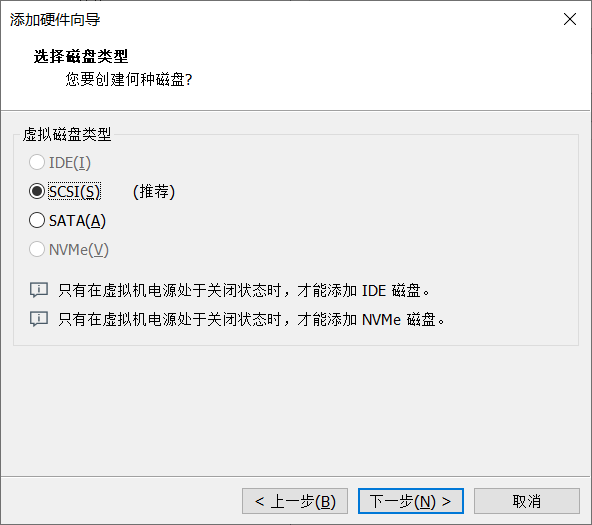 添加硬件向导
选择磁盘类型
您要创建何种磁盘?
虚拟磁盘类型
IDE(I)
SCSI(S) (推荐)
SATA(A)
NVMe(V)
只有在虚拟机电源处于关闭状态时，才能添加 IDE 磁盘。
只有在虚拟机电源处于关闭状态时，才能添加 NVMe 磁盘。
< 上一步(B) 下一步(N) > 取消